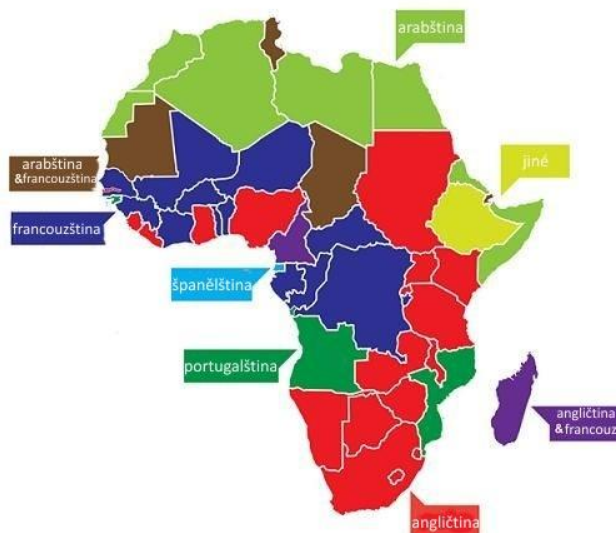 arabština
jiné
arabština
&francouzština
francouzština
španělština
portugalština
angličtina
&francouz
angličtina